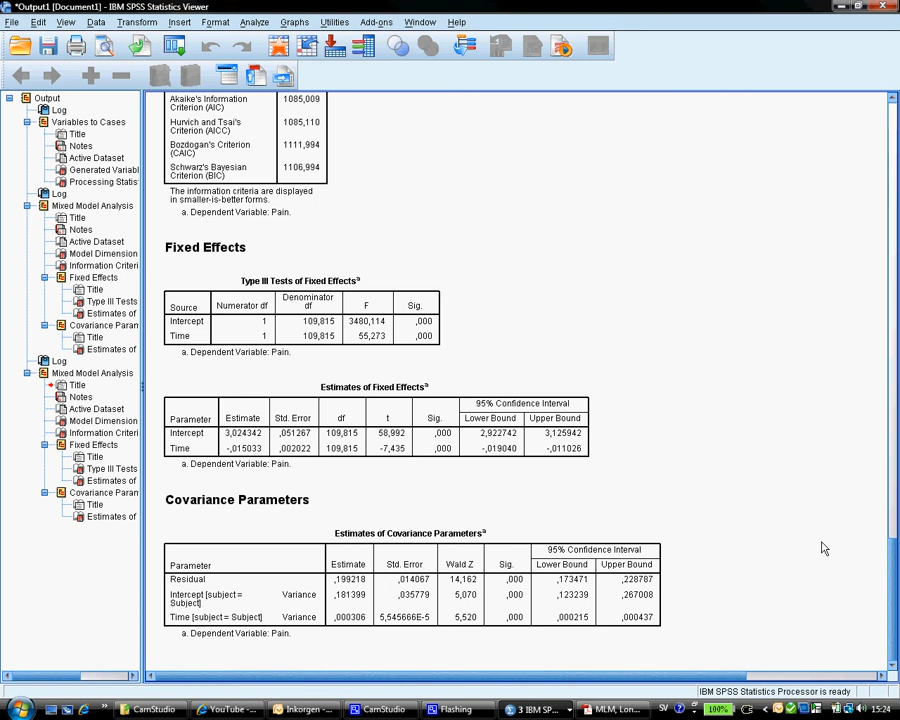 *Output1 [Document1] - IBM SPSS Statistics Viewer
File Edit View Data Transform Insert Format Analyze Graphs Utilities Add-ons Window Help
Output
Log
Variables to Cases
Title
Notes
Active Dataset
Generated Variabl
Processing Statis
Log
Mixed Model Analysis
Title
Notes
Active Dataset
Model Dimension
Information Criteri
Fixed Effects
Title
Type III Tests
Estimates of
Covariance Param
Title
Estimates of
Log
Mixed Model Analysis
Title
Notes
Active Dataset
Model Dimension
Information Criteri
Fixed Effects
Title
Type III Tests
Estimates of
Covariance Param
Title
Estimates of
Akaike's Information
Criterion (AIC) 1085,009
Hurvich and Tsai's
Criterion (AICC) 1085,110
Bozdogan's Criterion
(CAIC) 1111,994
Schwarz's Bayesian
Criterion (BIC) 1106,994
The information criteria are displayed
in smaller-is-better forms.
a. Dependent Variable: Pain.
Fixed Effects
Type III Tests of Fixed Effectsa
Source Numerator df Denominator df F Sig.
Intercept 1 109,815 3480,114 ,000
Time 1 109,815 55,273 ,000
a. Dependent Variable: Pain.
Estimates of Fixed Effectsa
95% Confidence Interval
Parameter Estimate Std. Error df t Sig. Lower Bound Upper Bound
Intercept 3,024342 ,051267 109,815 58,992 ,000 2,922742 3,125942
Time -,015033 ,002022 109,815 -7,435 ,000 -,019040 -,011026
a. Dependent Variable: Pain.
Covariance Parameters
Estimates of Covariance Parametersa
95% Confidence Interval
Parameter Estimate Std. Error Wald Z Sig. Lower Bound Upper Bound
Residual ,199218 ,014067 14,162 ,000 ,173471 ,228787
Intercept [subject = Subject] Variance ,181399 ,035779 5,070 ,000 ,123239 ,267008
Time [subject = Subject] Variance ,000306 5,545666E-5 5,520 ,000 ,000215 ,000437
a. Dependent Variable: Pain.
IBM SPSS Statistics Processor is ready
CamStudio YouTube -... Inkorgen -... CamStudio Flashing 3 IBM SP... MLM, Lon... SV 100% 15:24